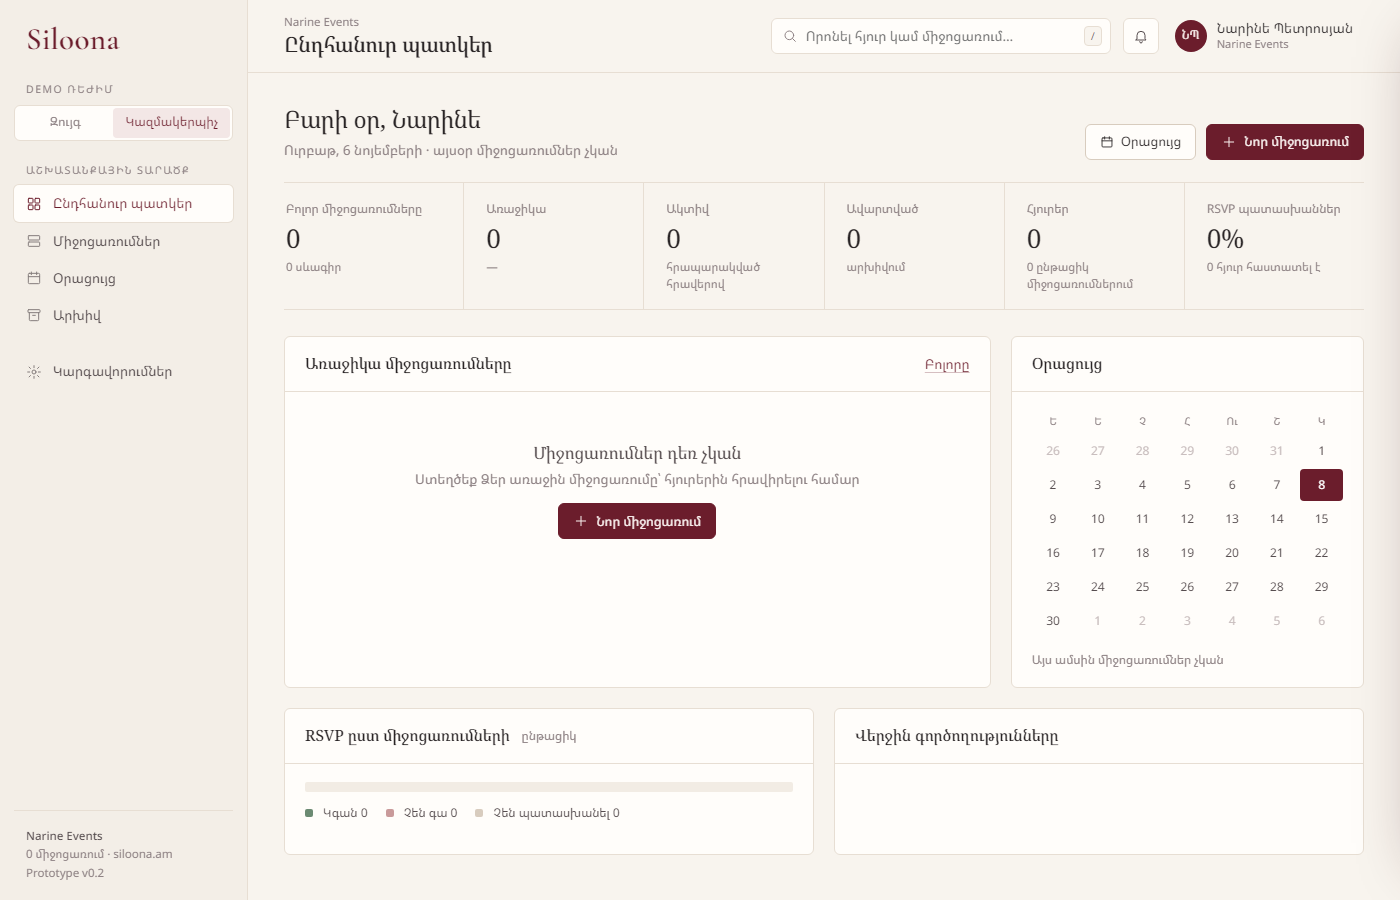 Siloona
DEMO ՌԵԺԻՄ
Զույգ
Կազմակերպիչ
ԱՇԽԱՏԱՆՔԱՅԻՆ ՏԱՐԱԾՔ
Ընդհանուր պատկեր
Միջոցառումներ
Օրացույց
Արխիվ
Կարգավորումներ
Narine Events
0 միջոցառում · siloona.am
Prototype v0.2
Narine Events
Ընդհանուր պատկեր
Որոնել հյուր կամ միջոցառում...
/
ՆՊ
Նարինե Պետրոսյան
Narine Events
Բարի օր, Նարինե
Ուրբաթ, 6 նոյեմբերի · այսօր միջոցառումներ չկան
Օրացույց
Նոր միջոցառում
Բոլոր միջոցառումները
0
0 սևագիր
Առաջիկա
0
—
Ակտիվ
0
հրապարակված
հրավերով
Ավարտված
0
արխիվում
Հյուրեր
0
0 ընթացիկ
միջոցառումներում
RSVP պատասխաններ
0%
0 հյուր հաստատել է
Առաջիկա միջոցառումները
Բոլորը
Միջոցառումներ դեռ չկան
Ստեղծեք Ձեր առաջին միջոցառումը՝ հյուրերին հրավիրելու համար
Նոր միջոցառում
Օրացույց
Ե Ե Չ Հ Ու Շ Կ
26 27 28 29 30 31 1
2 3 4 5 6 7 8
9 10 11 12 13 14 15
16 17 18 19 20 21 22
23 24 25 26 27 28 29
30 1 2 3 4 5 6
Այս ամսին միջոցառումներ չկան
RSVP ըստ միջոցառումների ընթացիկ
Կգան 0 Չեն գա 0 Չեն պատասխանել 0
Վերջին գործողությունները